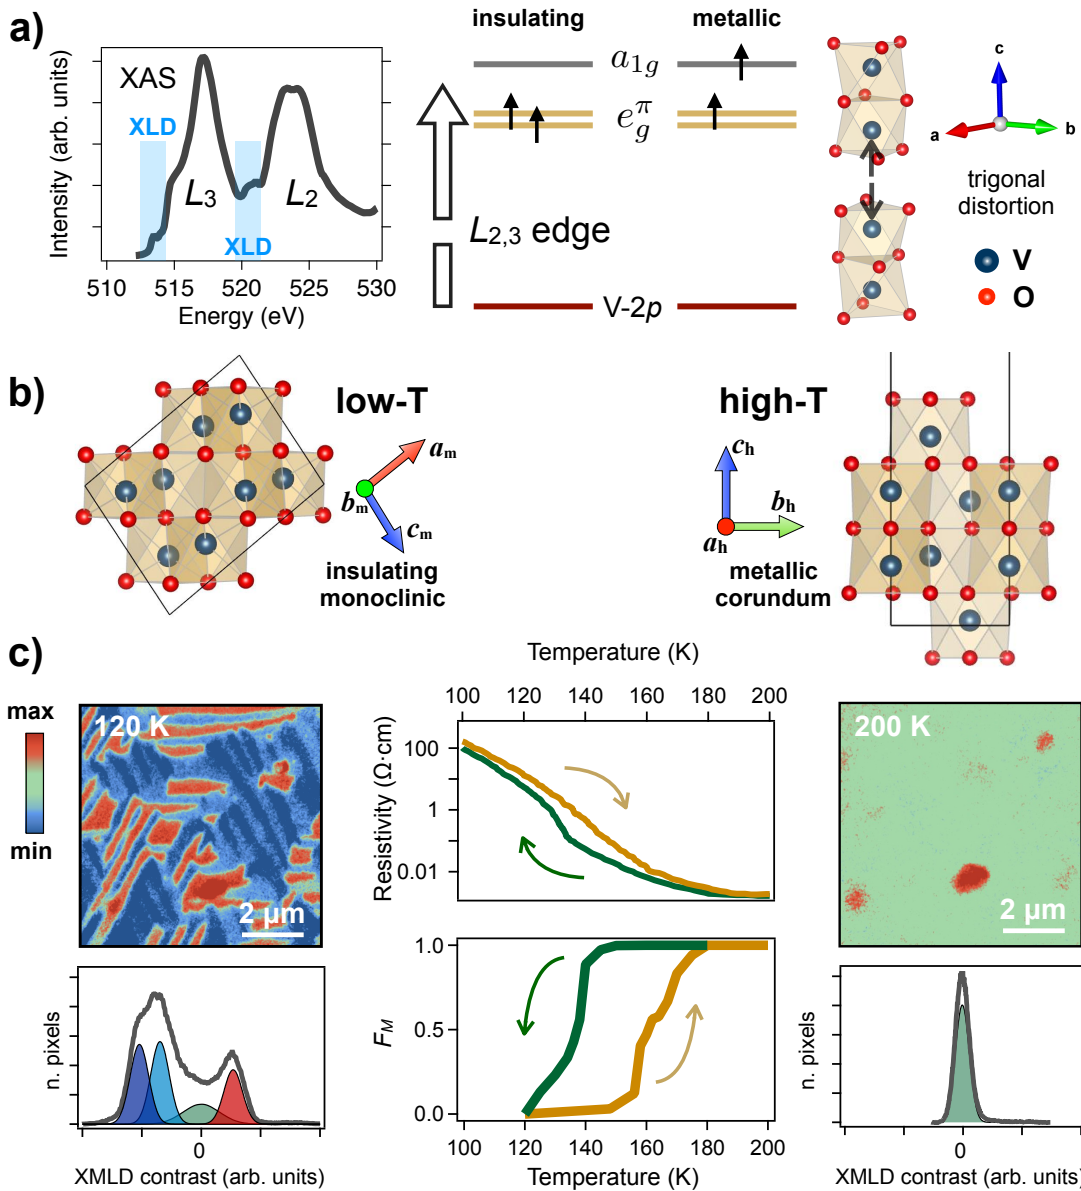 a)
XAS
XLD
L3
L2
XLD
Intensity (arb. units)
510 515 520 525 530
Energy (eV)
insulating metallic
a1g
egπ
L2,3 edge
V-2p
c
a
b
trigonal
distortion
V
O
b)
low-T
am
bm
cm
insulating
monoclinic
high-T
ch
bh
ah
metallic
corundum
c)
max
min
120 K
2 µm
n. pixels
0
XMLD contrast (arb. units)
Temperature (K)
100 120 140 160 180 200
Resistivity (Ω·cm)
100
1
0.01
FM
1.0
0.5
0.0
100 120 140 160 180 200
Temperature (K)
200 K
2 µm
n. pixels
0
XMLD contrast (arb. units)